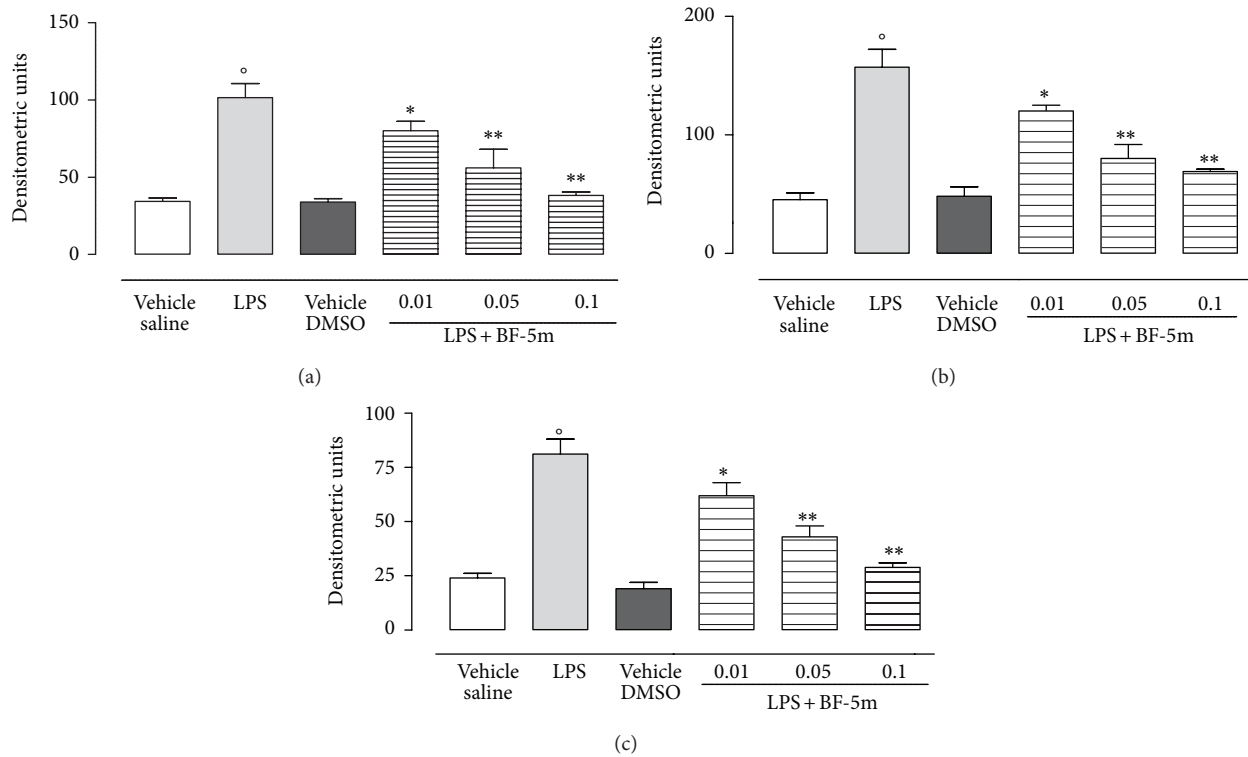 150
100
50
0
Densitometric units
°
*
**
**
Vehicle saline
LPS
Vehicle DMSO
0.01
0.05
0.1
LPS + BF-5m
(a)
200
100
0
Densitometric units
°
*
**
**
Vehicle saline
LPS
Vehicle DMSO
0.01
0.05
0.1
LPS + BF-5m
(b)
100
75
50
25
0
Densitometric units
°
*
**
**
Vehicle saline
LPS
Vehicle DMSO
0.01
0.05
0.1
LPS + BF-5m
(c)